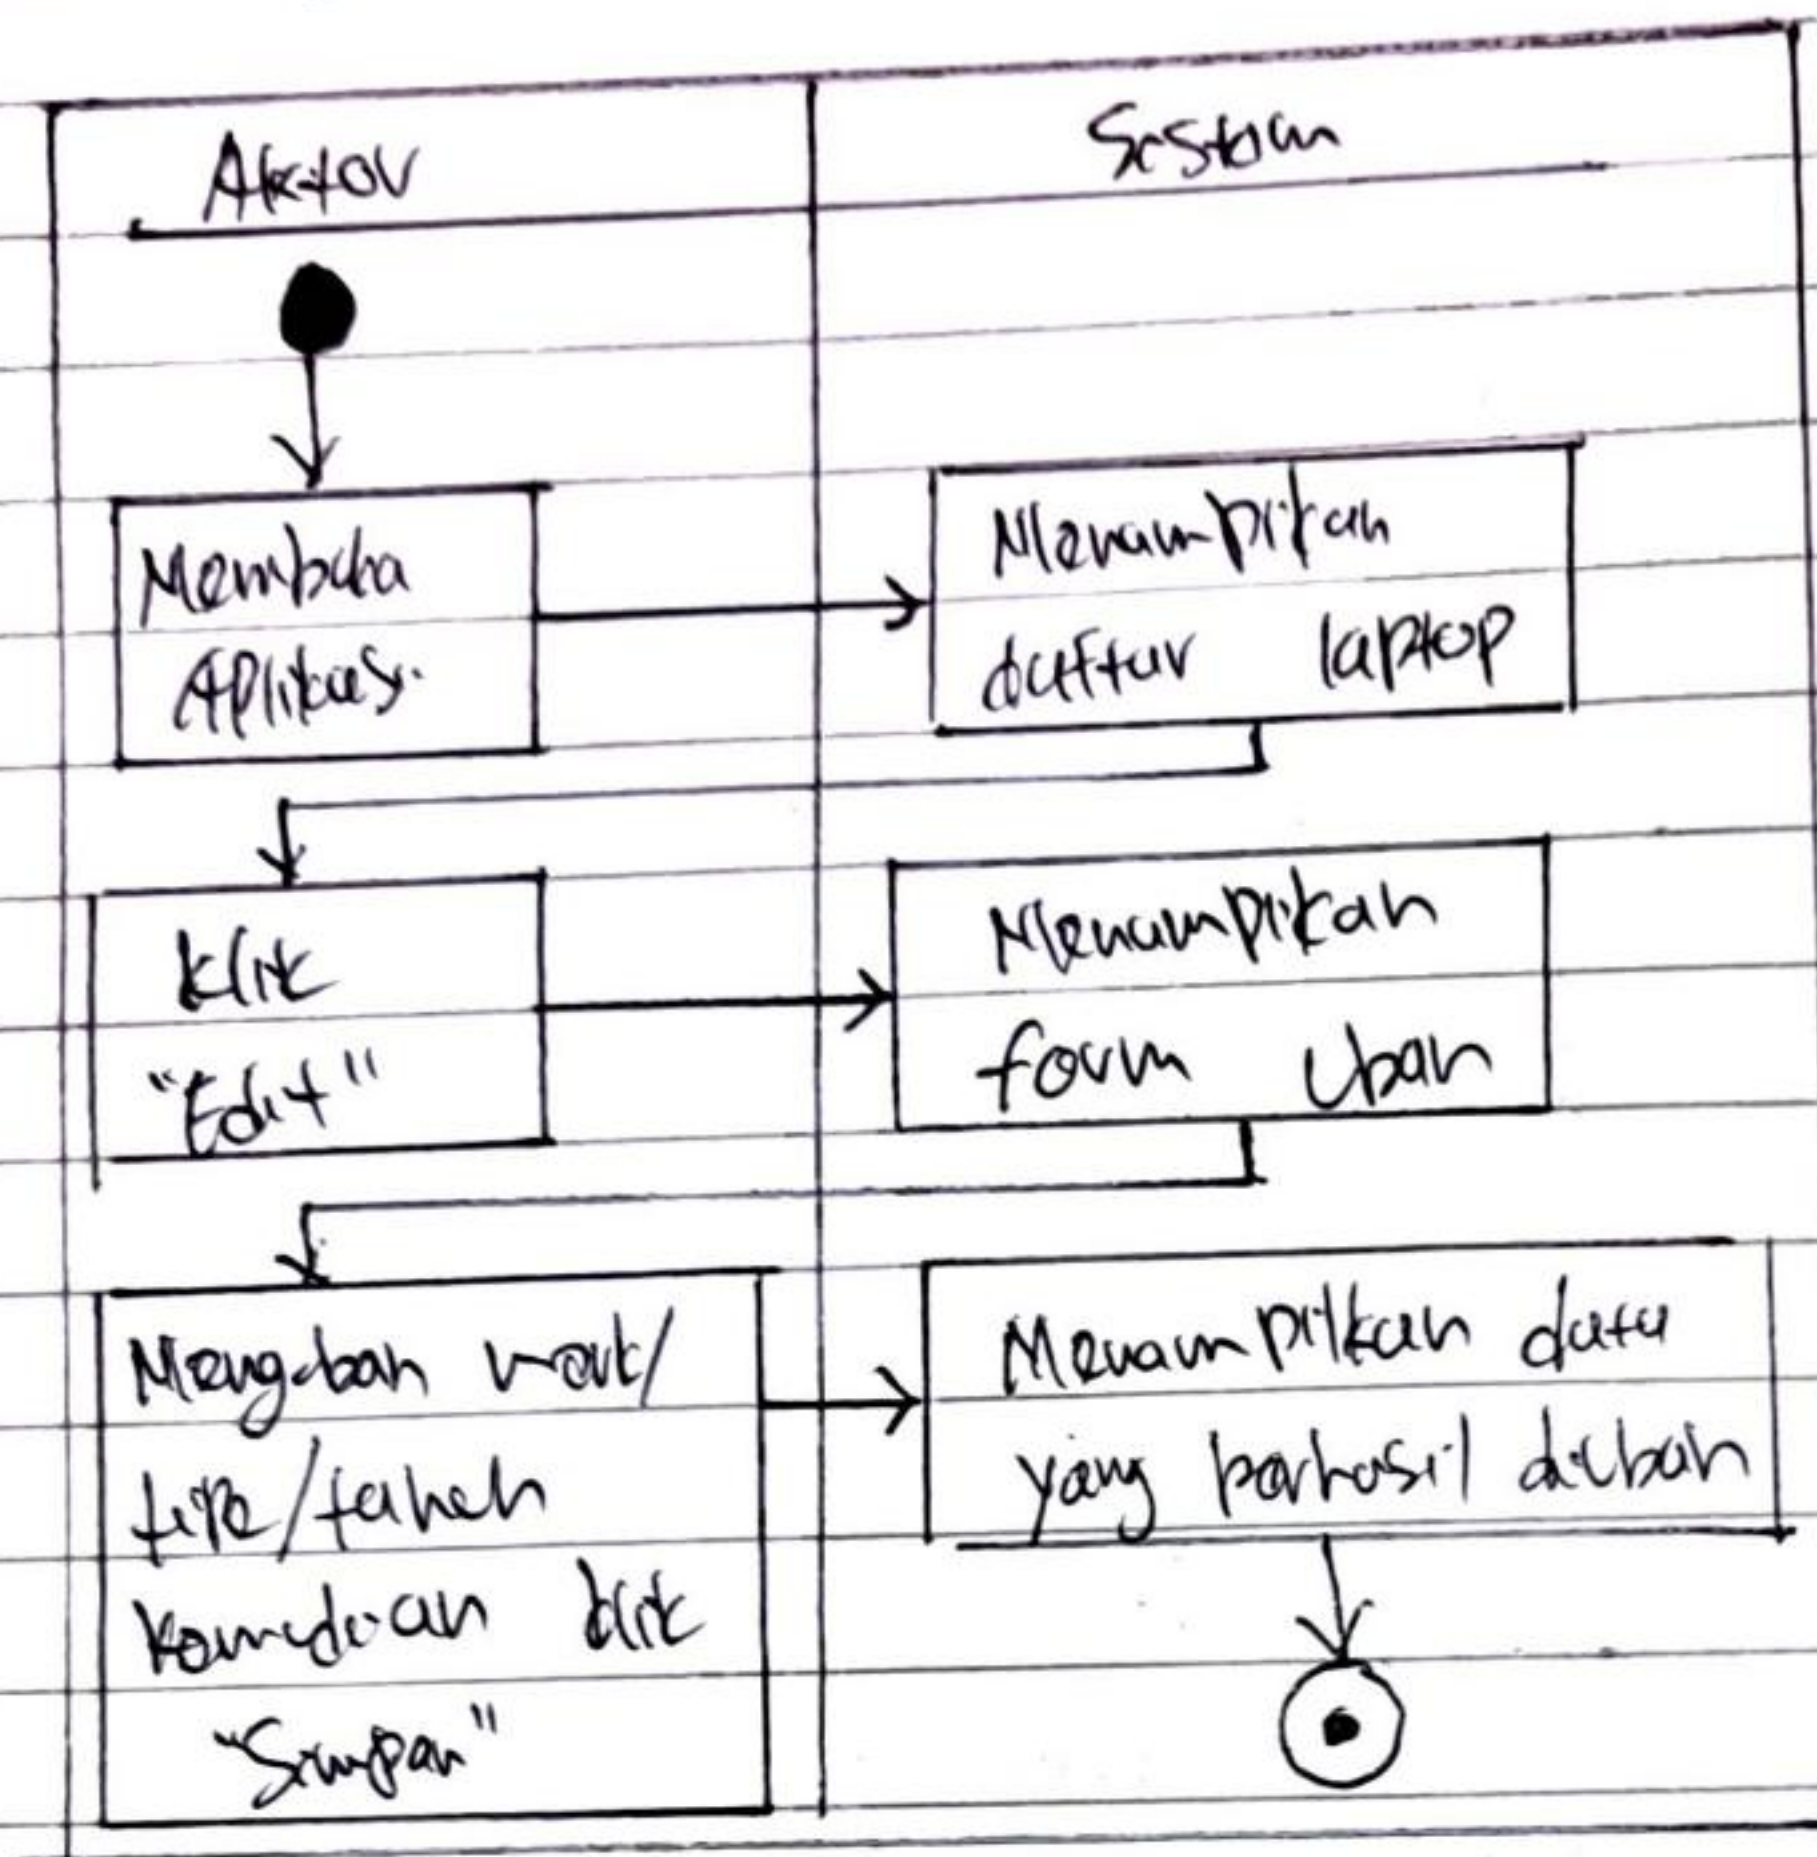 Aktor
Sistem
Membuka
Aplikasi
Menampilkan
daftar laptop
Klik
"Edit"
Menampilkan
form Ubah
Mengubah merk/
tipe/tahun
kemudian klik
"Simpan"
Menampilkan data
yang berhasil diubah